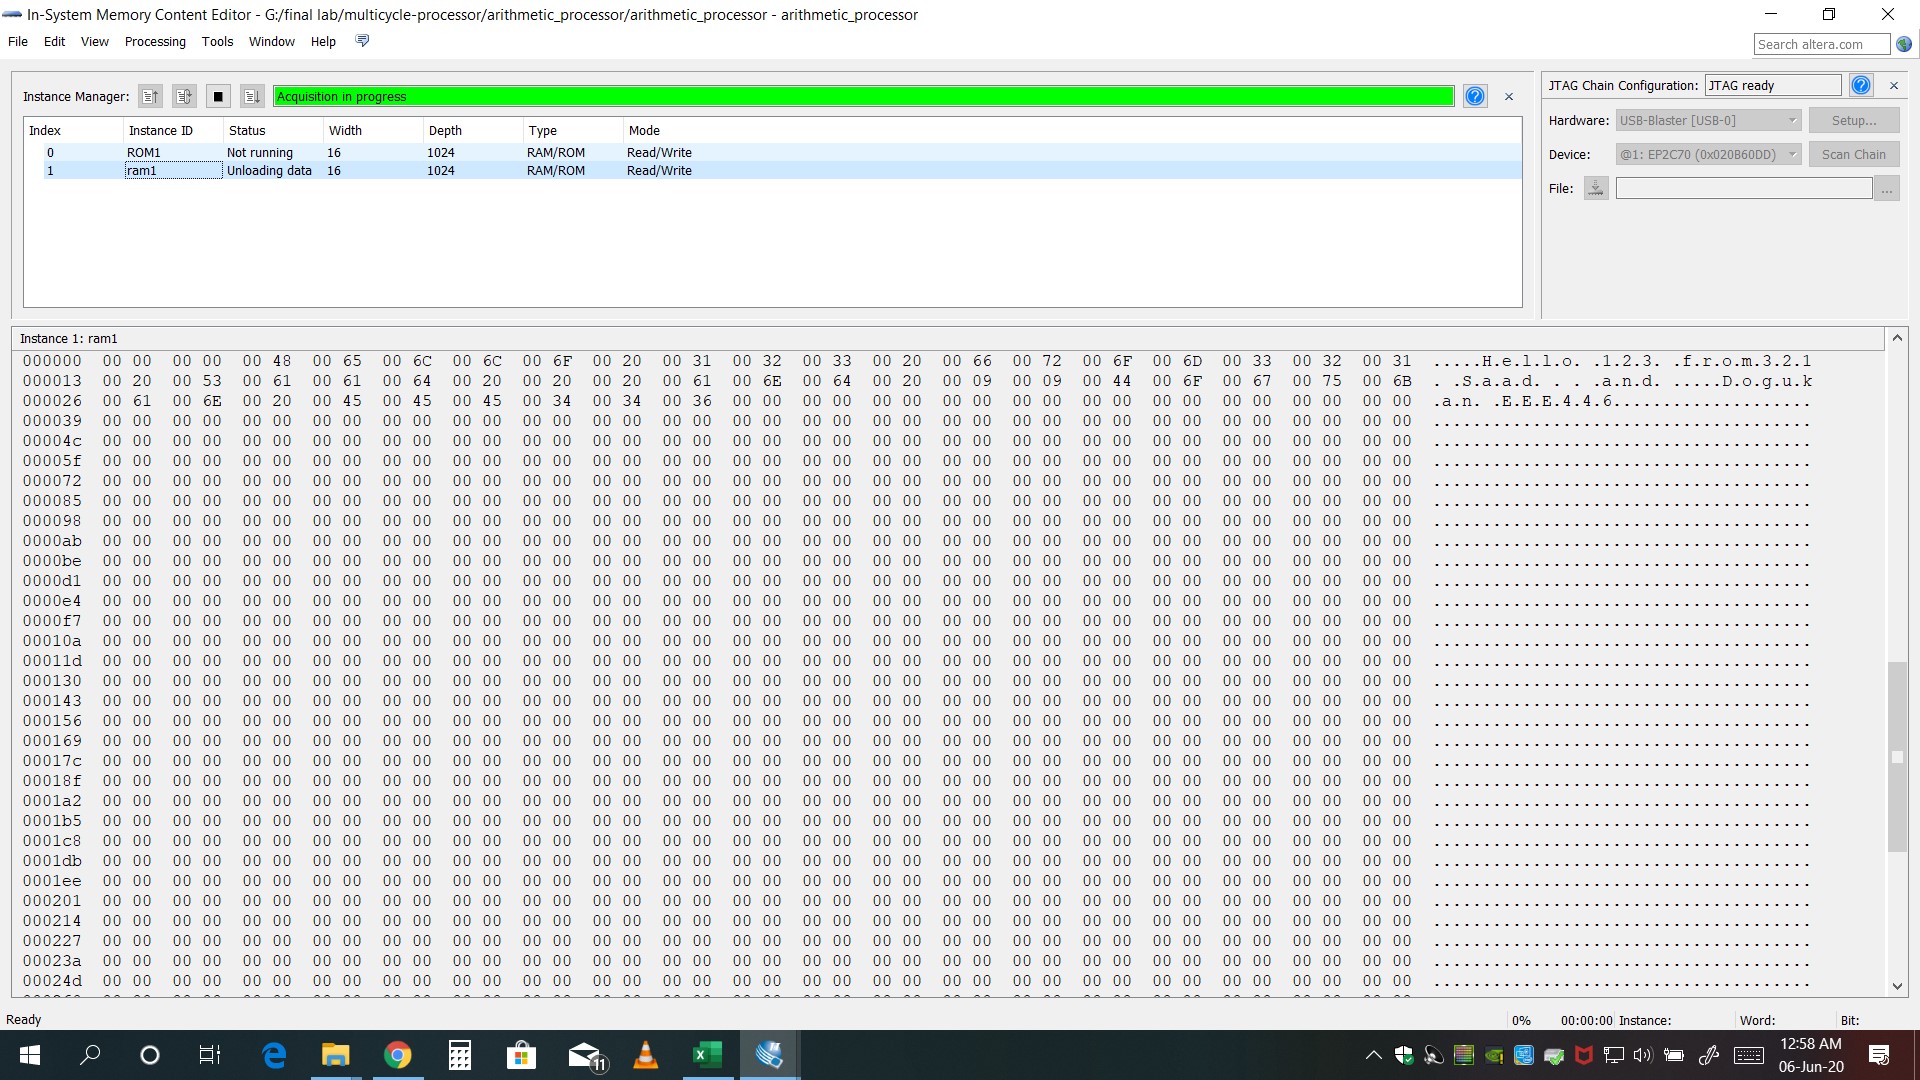 In-System Memory Content Editor - G:/final lab/multicycle-processor/arithmetic_processor/arithmetic_processor - arithmetic_processor
File Edit View Processing Tools Window Help
Search altera.com
Instance Manager: Acquisition in progress
JTAG Chain Configuration: JTAG ready
Index Instance ID Status Width Depth Type Mode
0 ROM1 Not running 16 1024 RAM/ROM Read/Write
1 ram1 Unloading data 16 1024 RAM/ROM Read/Write
Hardware: USB-Blaster [USB-0] Setup...
Device: @1: EP2C70 (0x020B60DD) Scan Chain
File: ...
Instance 1: ram1
000000 00 00 00 00 00 48 00 65 00 6C 00 6C 00 6F 00 20 00 31 00 32 00 33 00 20 00 66 00 72 00 6F 00 6D 00 33 00 32 00 31 .....H.e.l.l.o. .1.2.3. .f.r.o.m.3.2.1
000013 00 20 00 53 00 61 00 61 00 64 00 20 00 20 00 20 00 61 00 6E 00 64 00 20 00 09 00 09 00 44 00 6F 00 67 00 75 00 6B . .S.a.a.d. . . .a.n.d. .....D.o.g.u.k
000026 00 61 00 6E 00 20 00 45 00 45 00 45 00 34 00 34 00 36 00 00 00 00 00 00 00 00 00 00 00 00 00 00 00 00 00 00 00 00 .a.n. .E.E.E.4.4.6....................
000039 00 00 00 00 00 00 00 00 00 00 00 00 00 00 00 00 00 00 00 00 00 00 00 00 00 00 00 00 00 00 00 00 00 00 00 00 00 00 ......................................
00004c 00 00 00 00 00 00 00 00 00 00 00 00 00 00 00 00 00 00 00 00 00 00 00 00 00 00 00 00 00 00 00 00 00 00 00 00 00 00 ......................................
00005f 00 00 00 00 00 00 00 00 00 00 00 00 00 00 00 00 00 00 00 00 00 00 00 00 00 00 00 00 00 00 00 00 00 00 00 00 00 00 ......................................
000072 00 00 00 00 00 00 00 00 00 00 00 00 00 00 00 00 00 00 00 00 00 00 00 00 00 00 00 00 00 00 00 00 00 00 00 00 00 00 ......................................
000085 00 00 00 00 00 00 00 00 00 00 00 00 00 00 00 00 00 00 00 00 00 00 00 00 00 00 00 00 00 00 00 00 00 00 00 00 00 00 ......................................
000098 00 00 00 00 00 00 00 00 00 00 00 00 00 00 00 00 00 00 00 00 00 00 00 00 00 00 00 00 00 00 00 00 00 00 00 00 00 00 ......................................
0000ab 00 00 00 00 00 00 00 00 00 00 00 00 00 00 00 00 00 00 00 00 00 00 00 00 00 00 00 00 00 00 00 00 00 00 00 00 00 00 ......................................
0000be 00 00 00 00 00 00 00 00 00 00 00 00 00 00 00 00 00 00 00 00 00 00 00 00 00 00 00 00 00 00 00 00 00 00 00 00 00 00 ......................................
0000d1 00 00 00 00 00 00 00 00 00 00 00 00 00 00 00 00 00 00 00 00 00 00 00 00 00 00 00 00 00 00 00 00 00 00 00 00 00 00 ......................................
0000e4 00 00 00 00 00 00 00 00 00 00 00 00 00 00 00 00 00 00 00 00 00 00 00 00 00 00 00 00 00 00 00 00 00 00 00 00 00 00 ......................................
0000f7 00 00 00 00 00 00 00 00 00 00 00 00 00 00 00 00 00 00 00 00 00 00 00 00 00 00 00 00 00 00 00 00 00 00 00 00 00 00 ......................................
00010a 00 00 00 00 00 00 00 00 00 00 00 00 00 00 00 00 00 00 00 00 00 00 00 00 00 00 00 00 00 00 00 00 00 00 00 00 00 00 ......................................
00011d 00 00 00 00 00 00 00 00 00 00 00 00 00 00 00 00 00 00 00 00 00 00 00 00 00 00 00 00 00 00 00 00 00 00 00 00 00 00 ......................................
000130 00 00 00 00 00 00 00 00 00 00 00 00 00 00 00 00 00 00 00 00 00 00 00 00 00 00 00 00 00 00 00 00 00 00 00 00 00 00 ......................................
000143 00 00 00 00 00 00 00 00 00 00 00 00 00 00 00 00 00 00 00 00 00 00 00 00 00 00 00 00 00 00 00 00 00 00 00 00 00 00 ......................................
000156 00 00 00 00 00 00 00 00 00 00 00 00 00 00 00 00 00 00 00 00 00 00 00 00 00 00 00 00 00 00 00 00 00 00 00 00 00 00 ......................................
000169 00 00 00 00 00 00 00 00 00 00 00 00 00 00 00 00 00 00 00 00 00 00 00 00 00 00 00 00 00 00 00 00 00 00 00 00 00 00 ......................................
00017c 00 00 00 00 00 00 00 00 00 00 00 00 00 00 00 00 00 00 00 00 00 00 00 00 00 00 00 00 00 00 00 00 00 00 00 00 00 00 ......................................
00018f 00 00 00 00 00 00 00 00 00 00 00 00 00 00 00 00 00 00 00 00 00 00 00 00 00 00 00 00 00 00 00 00 00 00 00 00 00 00 ......................................
0001a2 00 00 00 00 00 00 00 00 00 00 00 00 00 00 00 00 00 00 00 00 00 00 00 00 00 00 00 00 00 00 00 00 00 00 00 00 00 00 ......................................
0001b5 00 00 00 00 00 00 00 00 00 00 00 00 00 00 00 00 00 00 00 00 00 00 00 00 00 00 00 00 00 00 00 00 00 00 00 00 00 00 ......................................
0001c8 00 00 00 00 00 00 00 00 00 00 00 00 00 00 00 00 00 00 00 00 00 00 00 00 00 00 00 00 00 00 00 00 00 00 00 00 00 00 ......................................
0001db 00 00 00 00 00 00 00 00 00 00 00 00 00 00 00 00 00 00 00 00 00 00 00 00 00 00 00 00 00 00 00 00 00 00 00 00 00 00 ......................................
0001ee 00 00 00 00 00 00 00 00 00 00 00 00 00 00 00 00 00 00 00 00 00 00 00 00 00 00 00 00 00 00 00 00 00 00 00 00 00 00 ......................................
000201 00 00 00 00 00 00 00 00 00 00 00 00 00 00 00 00 00 00 00 00 00 00 00 00 00 00 00 00 00 00 00 00 00 00 00 00 00 00 ......................................
000214 00 00 00 00 00 00 00 00 00 00 00 00 00 00 00 00 00 00 00 00 00 00 00 00 00 00 00 00 00 00 00 00 00 00 00 00 00 00 ......................................
000227 00 00 00 00 00 00 00 00 00 00 00 00 00 00 00 00 00 00 00 00 00 00 00 00 00 00 00 00 00 00 00 00 00 00 00 00 00 00 ......................................
00023a 00 00 00 00 00 00 00 00 00 00 00 00 00 00 00 00 00 00 00 00 00 00 00 00 00 00 00 00 00 00 00 00 00 00 00 00 00 00 ......................................
00024d 00 00 00 00 00 00 00 00 00 00 00 00 00 00 00 00 00 00 00 00 00 00 00 00 00 00 00 00 00 00 00 00 00 00 00 00 00 00 ......................................
Ready 0% 00:00:00 Instance: Word: Bit:
11
12:58 AM
06-Jun-20